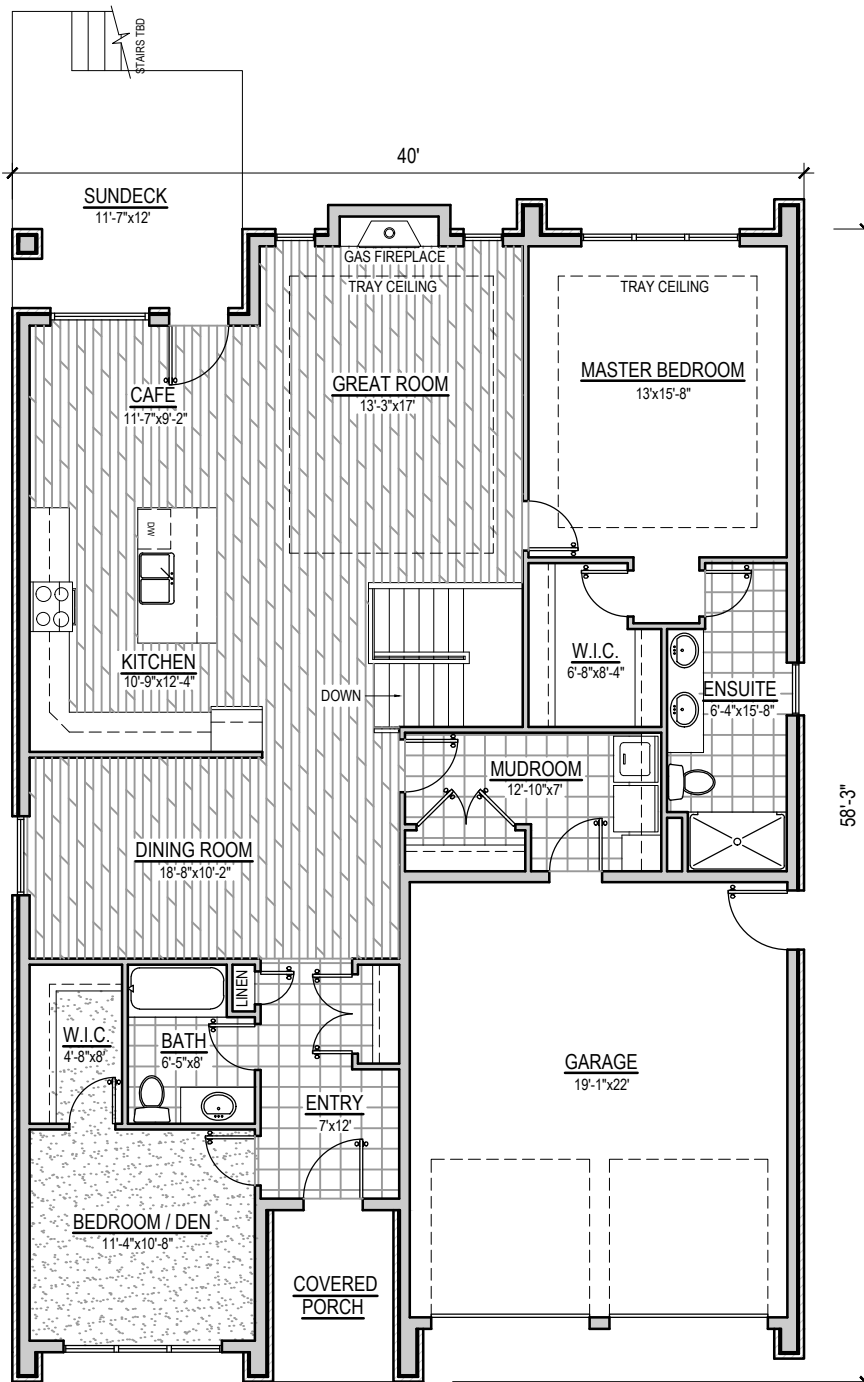 STAIRS TBD
40'
SUNDECK
11'-7"x12'
GAS FIREPLACE
TRAY CEILING
TRAY CEILING
GREAT ROOM
13'-3"x17'
MASTER BEDROOM
13'x15'-8"
CAFE
11'-7"x9'-2"
DW
KITCHEN
10'-9"x12'-4"
W.I.C.
6'-8"x8'-4"
ENSUITE
6'-4"x15'-8"
DOWN
MUDROOM
12'-10"x7'
58'-3"
DINING ROOM
18'-8"x10'-2"
LINEN
W.I.C.
4'-8"x8'
BATH
6'-5"x8'
GARAGE
19'-1"x22'
ENTRY
7'x12'
BEDROOM / DEN
11'-4"x10'-8"
COVERED
PORCH